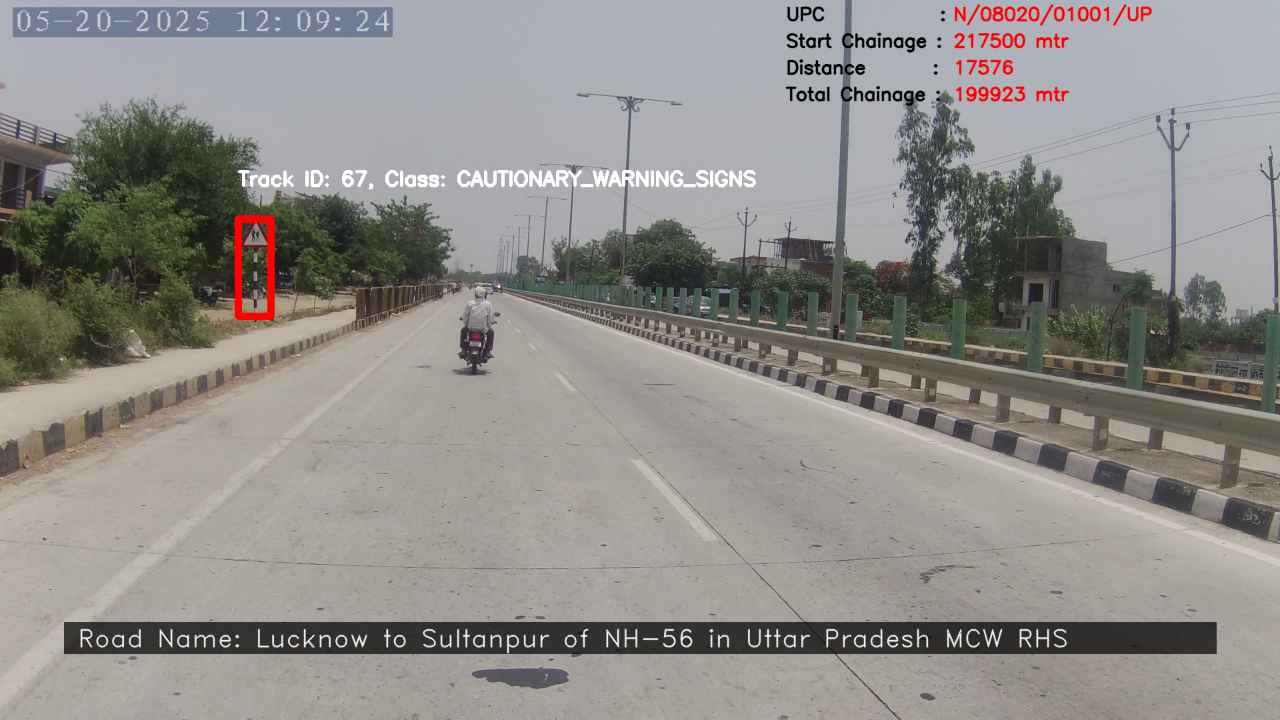 05-20-2025 12:09:24
UPC : N/08020/01001/UP
Start Chainage : 217500 mtr
Distance : 17576
Total Chainage : 199923 mtr
Track ID: 67, Class: CAUTIONARY_WARNING_SIGNS
Road Name: Lucknow to Sultanpur of NH-56 in Uttar Pradesh MCW RHS